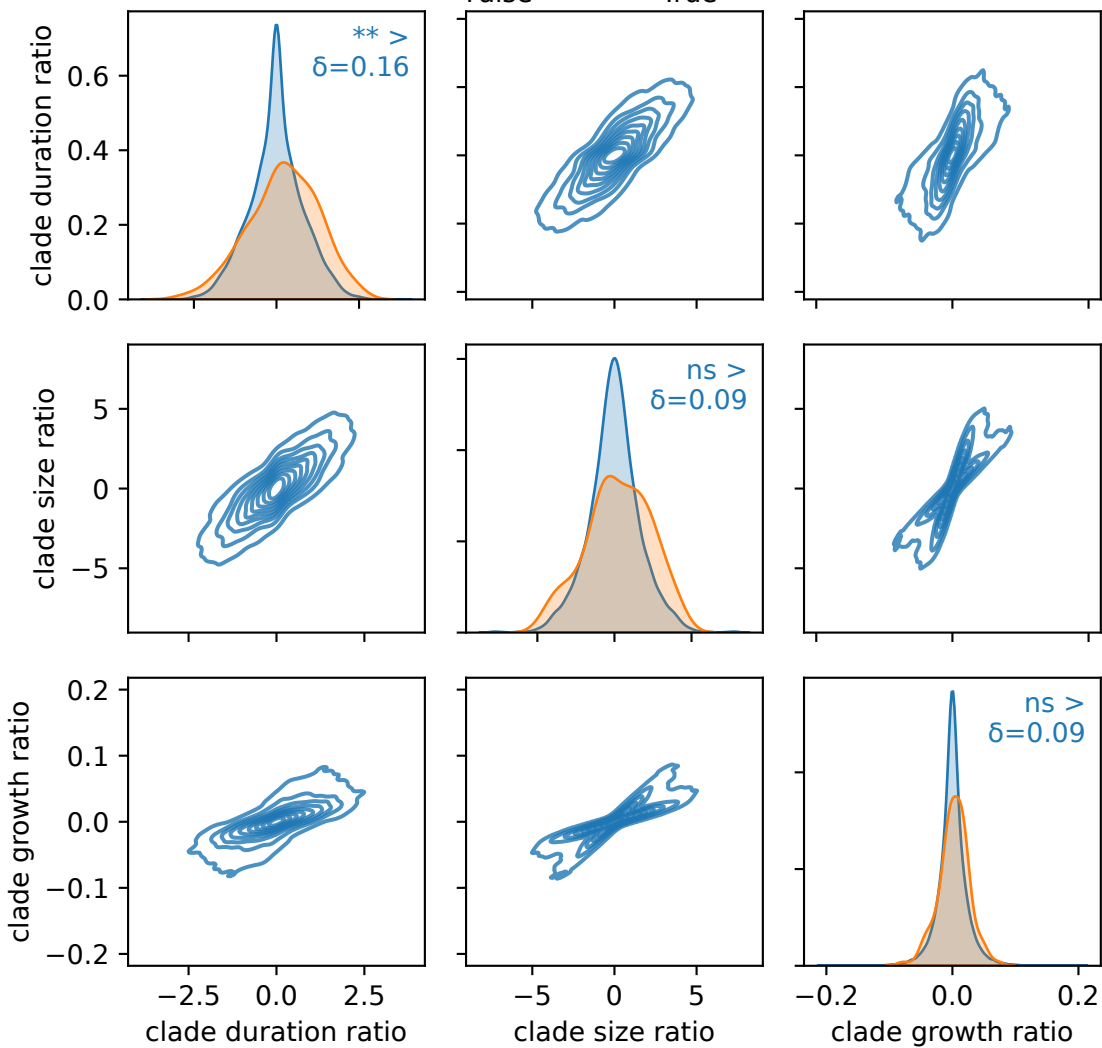 clade duration ratio
0.6
0.4
0.2
0.0
** >
δ=0.16
clade size ratio
5
0
−5
ns >
δ=0.09
clade growth ratio
0.2
0.1
0.0
−0.1
−0.2
ns >
δ=0.09
−2.5 0.0 2.5
clade duration ratio
−5 0 5
clade size ratio
−0.2 0.0 0.2
clade growth ratio